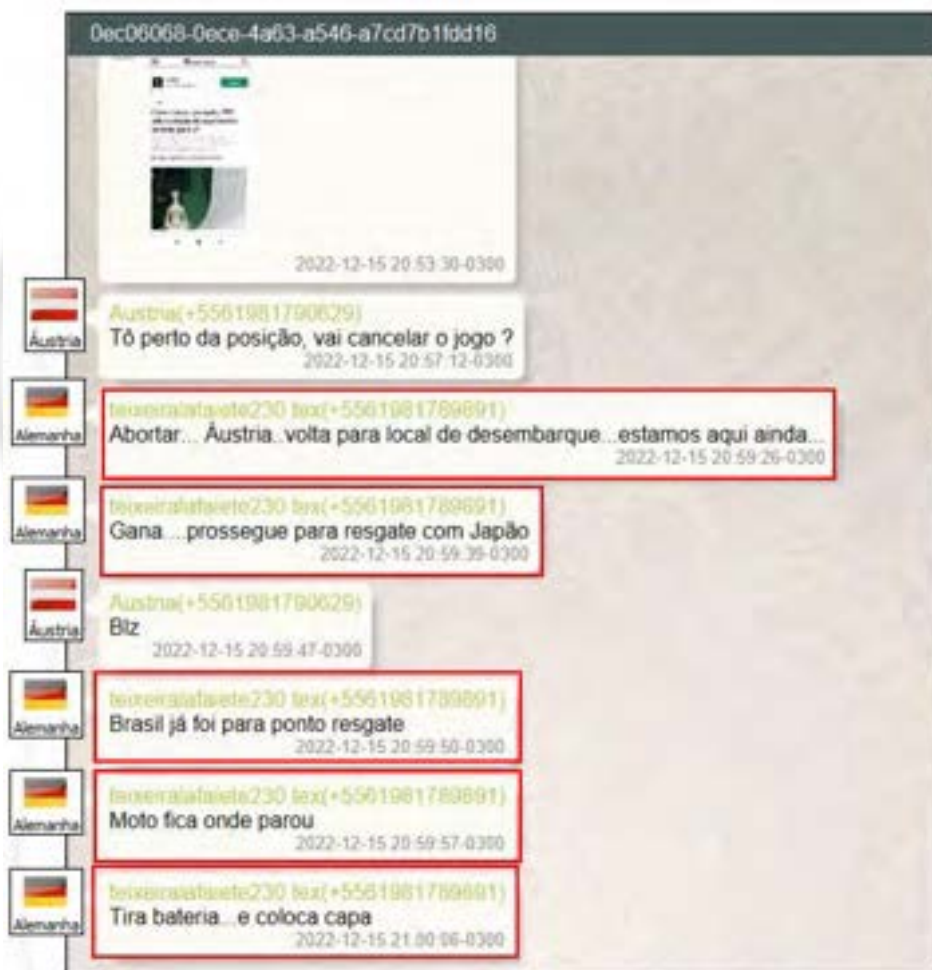 0ec06068-0ece-4a63-a546-a7cd7b1fdd16
2022-12-15 20:53:30-0300
Áustria
Austria(+5561981790629)
Tô perto da posição, vai cancelar o jogo ?
2022-12-15 20:57:12-0300
Alemanha
teixeiralafaiete230 tex(+5561981789891)
Abortar... Áustria..volta para local de desembarque...estamos aqui ainda...
2022-12-15 20:59:26-0300
Alemanha
teixeiralafaiete230 tex(+5561981789891)
Gana....prossegue para resgate com Japão
2022-12-15 20:59:39-0300
Áustria
Austria(+5561981790629)
Blz
2022-12-15 20:59:47-0300
Alemanha
teixeiralafaiete230 tex(+5561981789891)
Brasil já foi para ponto resgate
2022-12-15 20:59:50-0300
Alemanha
teixeiralafaiete230 tex(+5561981789891)
Moto fica onde parou
2022-12-15 20:59:57-0300
Alemanha
teixeiralafaiete230 tex(+5561981789891)
Tira bateria...e coloca capa
2022-12-15 21:00:06-0300